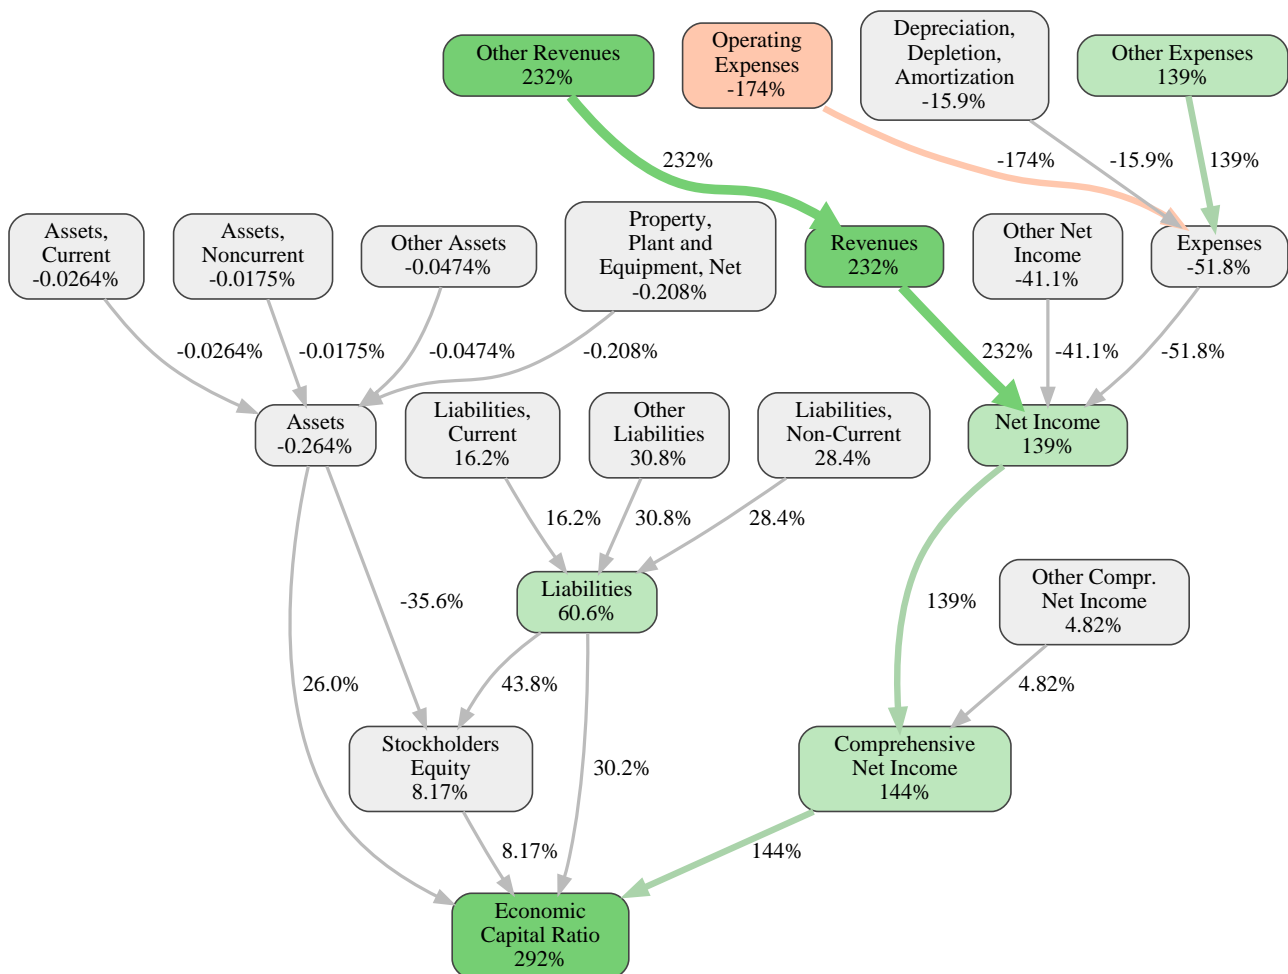 Other Revenues
232%
Operating
Expenses
-174%
Depreciation,
Depletion,
Amortization
-15.9%
Other Expenses
139%
232%
-174%
-15.9%
139%
Assets,
Current
-0.0264%
Assets,
Noncurrent
-0.0175%
Other Assets
-0.0474%
Property,
Plant and
Equipment, Net
-0.208%
Revenues
232%
Other Net
Income
-41.1%
Expenses
-51.8%
-0.0264%
-0.0175%
-0.0474%
-0.208%
232%
-41.1%
-51.8%
Assets
-0.264%
Liabilities,
Current
16.2%
Other
Liabilities
30.8%
Liabilities,
Non-Current
28.4%
Net Income
139%
16.2%
30.8%
28.4%
-35.6%
Liabilities
60.6%
139%
Other Compr.
Net Income
4.82%
26.0%
43.8%
4.82%
Stockholders
Equity
8.17%
30.2%
Comprehensive
Net Income
144%
8.17%
144%
Economic
Capital Ratio
292%